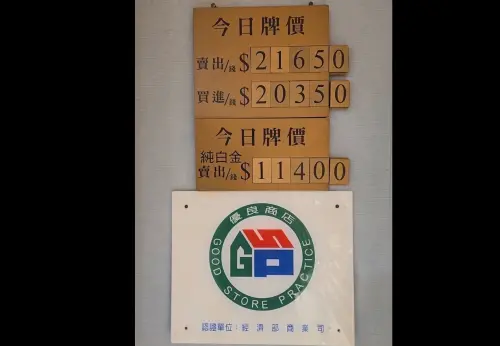 今日牌價
賣出/錢 $21650
買進/錢 $20350
今日牌價
純白金
賣出/錢 $11400
優良商店
GSP
GOOD STORE PRACTICE
認證單位:經濟部商業司